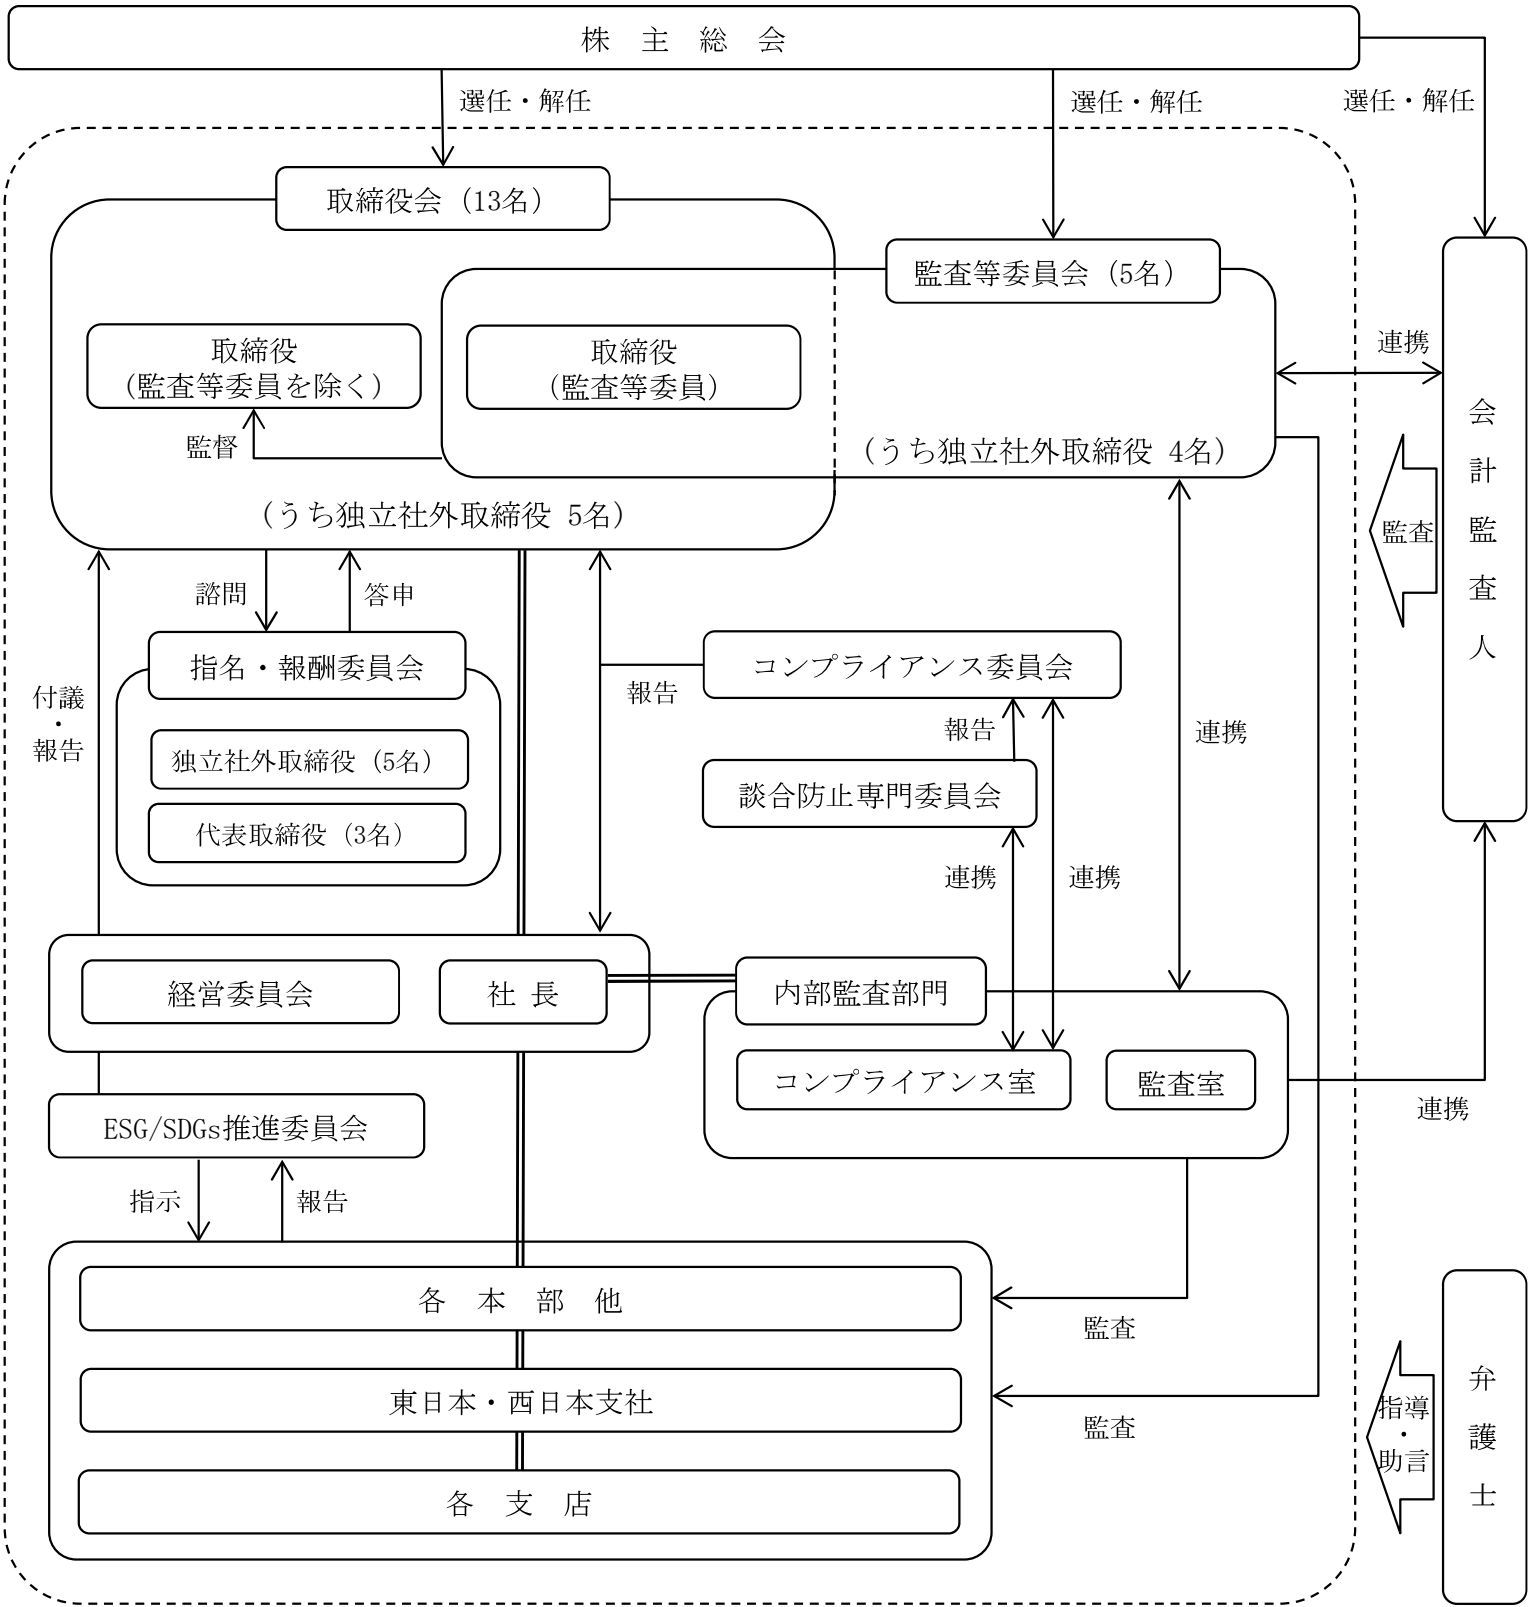 株　主　総　会
選任・解任
選任・解任
選任・解任
取締役会（13名）
監査等委員会（5名）
取締役
（監査等委員を除く）
取締役
（監査等委員）
連携
監督
（うち独立社外取締役 4名）
（うち独立社外取締役 5名）
会計監査人
監査
諮問
答申
付議
・
報告
指名・報酬委員会
独立社外取締役（5名）
代表取締役（3名）
報告
コンプライアンス委員会
報告
談合防止専門委員会
連携
連携
連携
経営委員会
社 長
内部監査部門
コンプライアンス室
監査室
連携
ESG/SDGs推進委員会
指示
報告
各　本　部　他
監査
東日本・西日本支社
監査
各　支　店
指導
・
助言
弁護士